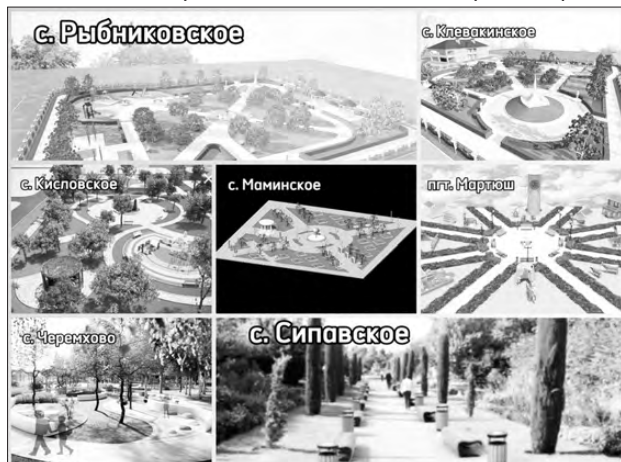 с. Рыбниковское
с. Клевакинское
с. Кисловское
с. Маминское
пгт. Мартюш
с. Черемхово
с. Сипавское